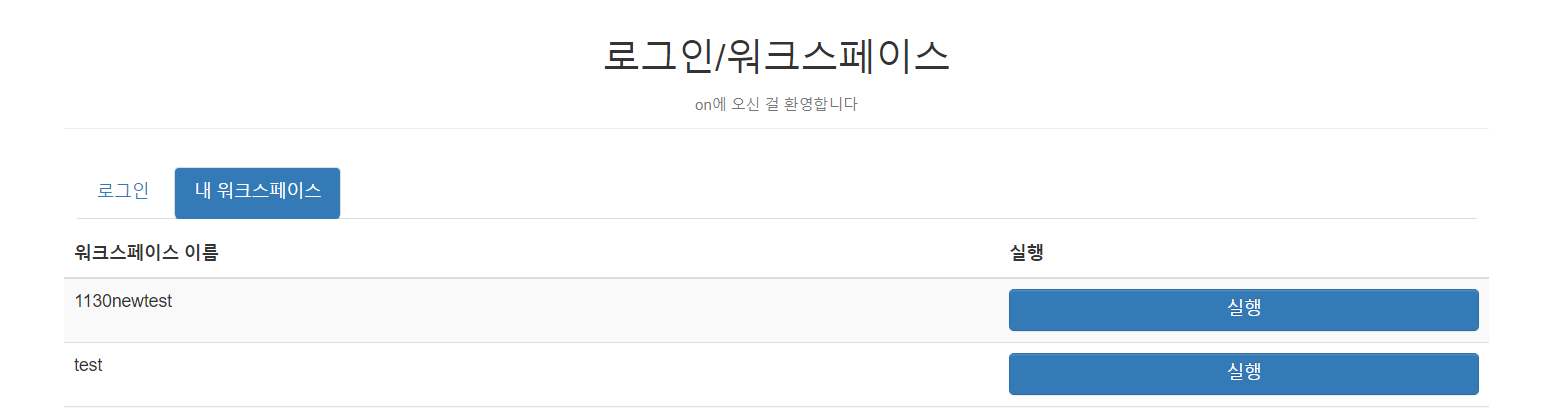 로그인/워크스페이스
on에 오신 걸 환영합니다
로그인 내 워크스페이스
워크스페이스 이름 실행
1130newtest 실행
test 실행